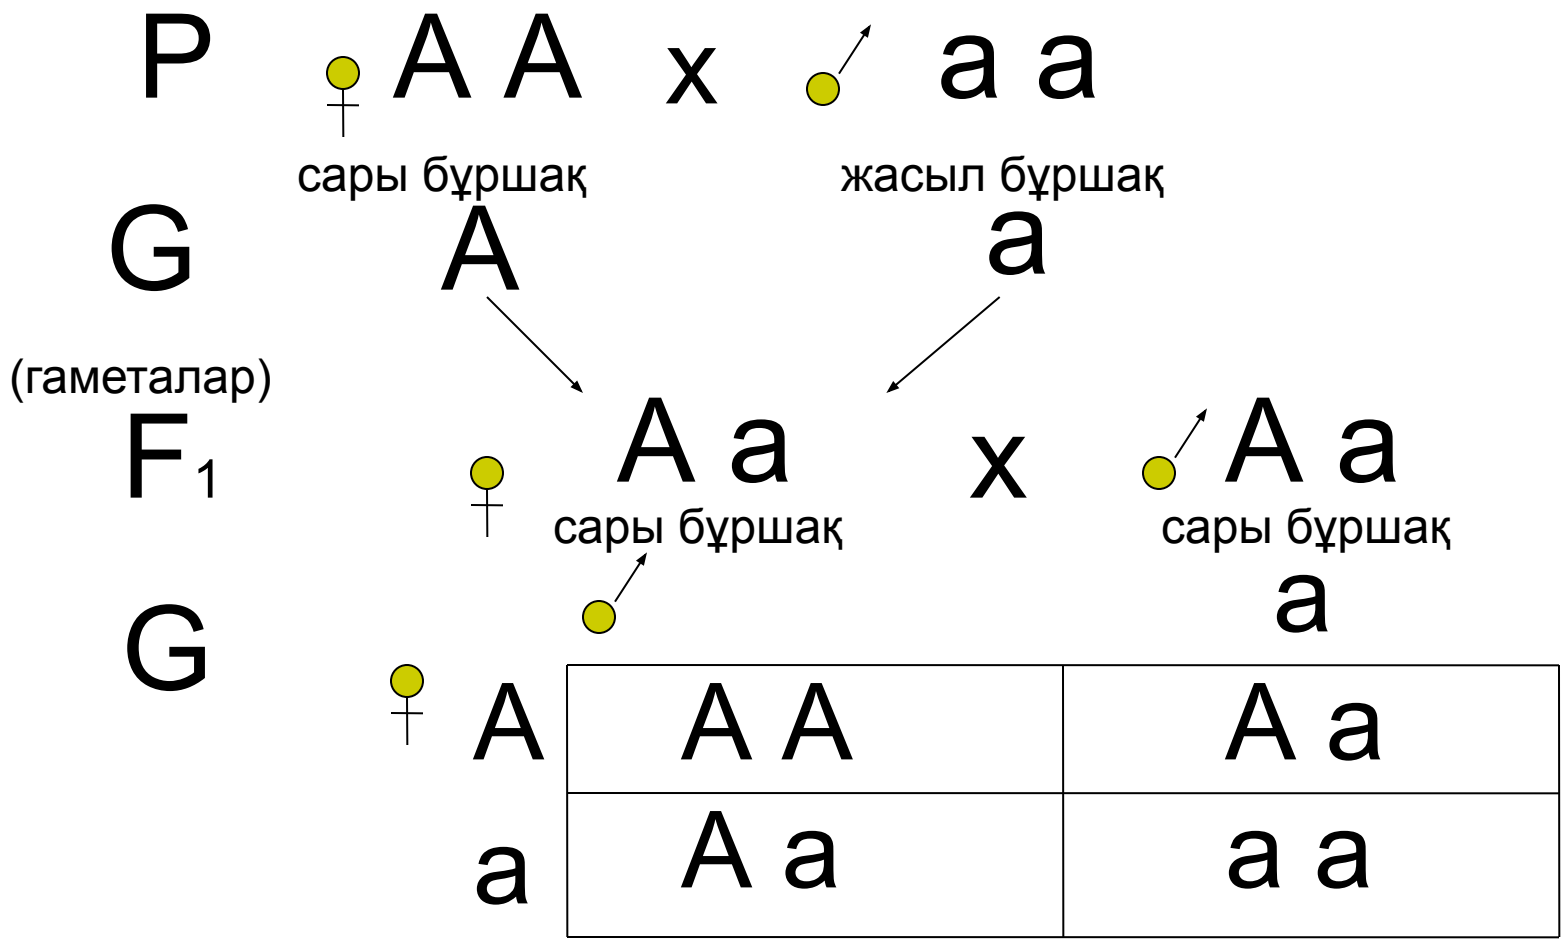 P A A x a a
сары бұршақ жасыл бұршақ
G A a
(гаметалар)
F1 A a x A a
сары бұршақ сары бұршақ
a
G
A A A A a
a A a a a